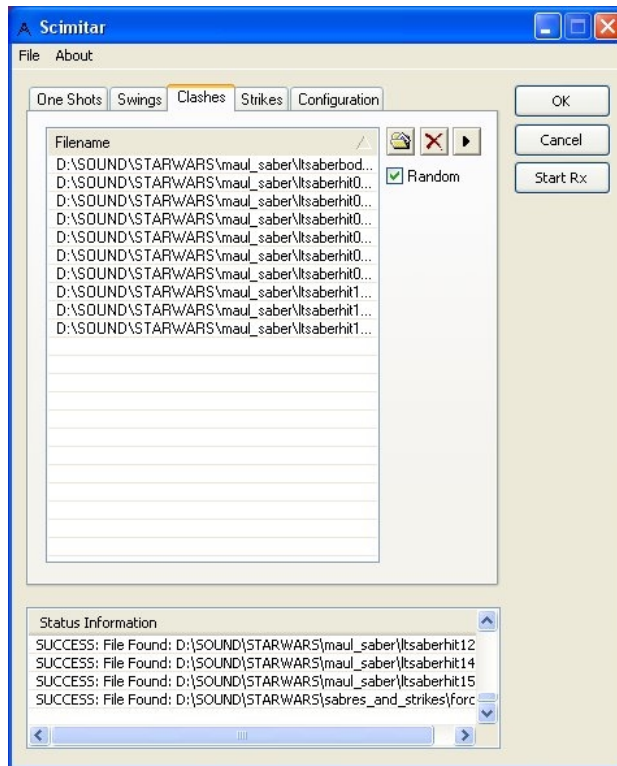 Scimitar
File About
One Shots Swings Clashes Strikes Configuration
OK
Cancel
Start Rx
Filename
Random
D:\SOUND\STARWARS\maul_saber\ltsaberbod...
D:\SOUND\STARWARS\maul_saber\ltsaberhit0...
D:\SOUND\STARWARS\maul_saber\ltsaberhit0...
D:\SOUND\STARWARS\maul_saber\ltsaberhit0...
D:\SOUND\STARWARS\maul_saber\ltsaberhit0...
D:\SOUND\STARWARS\maul_saber\ltsaberhit0...
D:\SOUND\STARWARS\maul_saber\ltsaberhit0...
D:\SOUND\STARWARS\maul_saber\ltsaberhit1...
D:\SOUND\STARWARS\maul_saber\ltsaberhit1...
D:\SOUND\STARWARS\maul_saber\ltsaberhit1...
Status Information
SUCCESS: File Found: D:\SOUND\STARWARS\maul_saber\ltsaberhit12
SUCCESS: File Found: D:\SOUND\STARWARS\maul_saber\ltsaberhit14
SUCCESS: File Found: D:\SOUND\STARWARS\maul_saber\ltsaberhit15
SUCCESS: File Found: D:\SOUND\STARWARS\sabres_and_strikes\forc